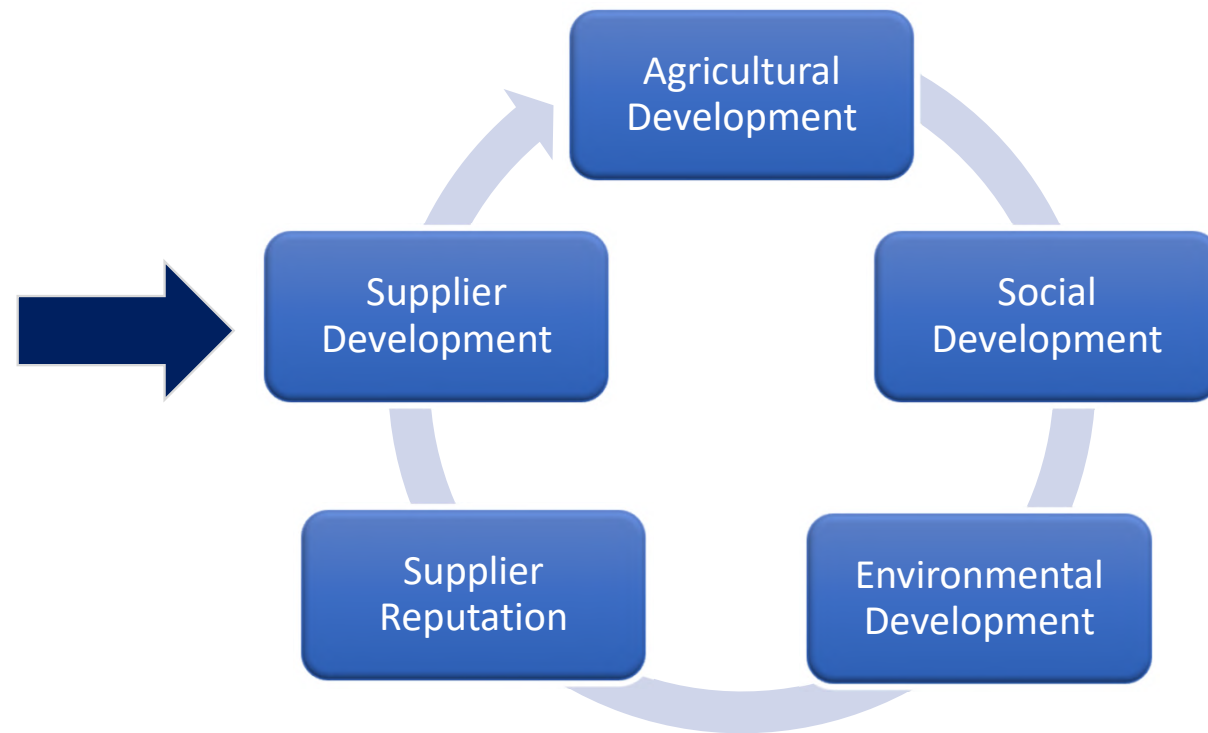 Agricultural
Development
Social
Development
Environmental
Development
Supplier
Reputation
Supplier
Development